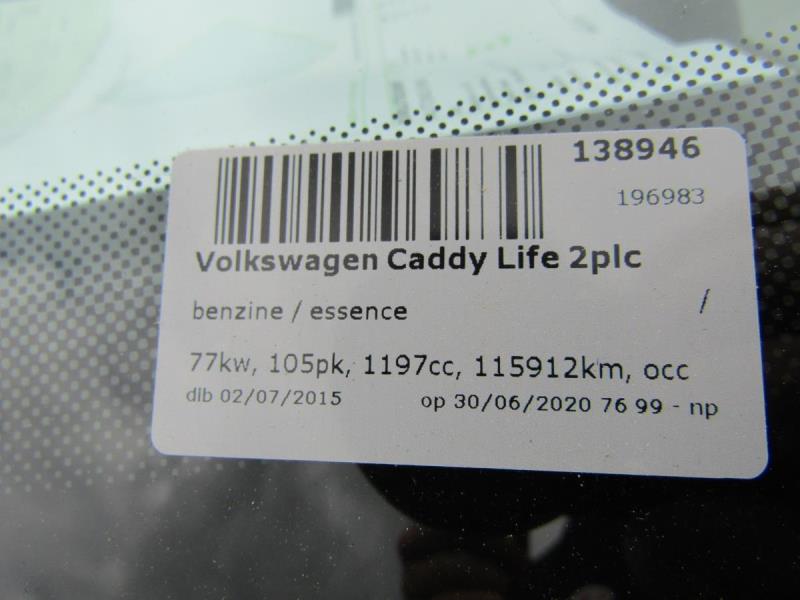 138946
196983
Volkswagen Caddy Life 2plc
benzine / essence /
77kw, 105pk, 1197cc, 115912km, occ
dlb 02/07/2015 op 30/06/2020 76 99 - np